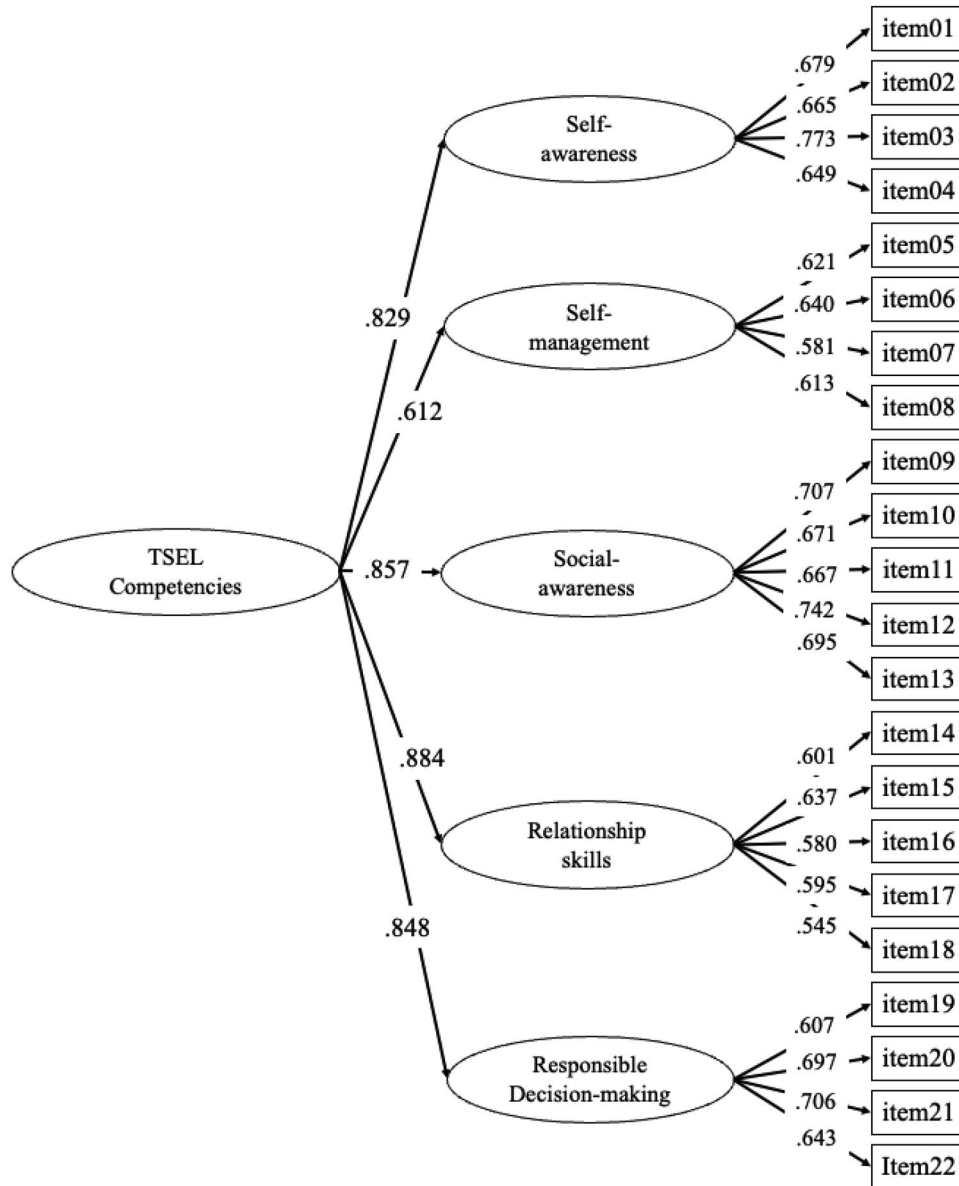 item01
.679
item02
.665
Self-
awareness
.773
item03
.649
item04
item05
.621
item06
.640
.829
Self-
management
.581
item07
.613
item08
.612
item09
.707
item10
.671
TSEL
Competencies
.857
Social-
awareness
.667
item11
.742
item12
.695
item13
item14
.601
.884
item15
.637
Relationship
skills
.580
item16
.595
item17
.545
item18
.848
item19
.607
item20
.697
Responsible
Decision-making
.706
item21
.643
Item22